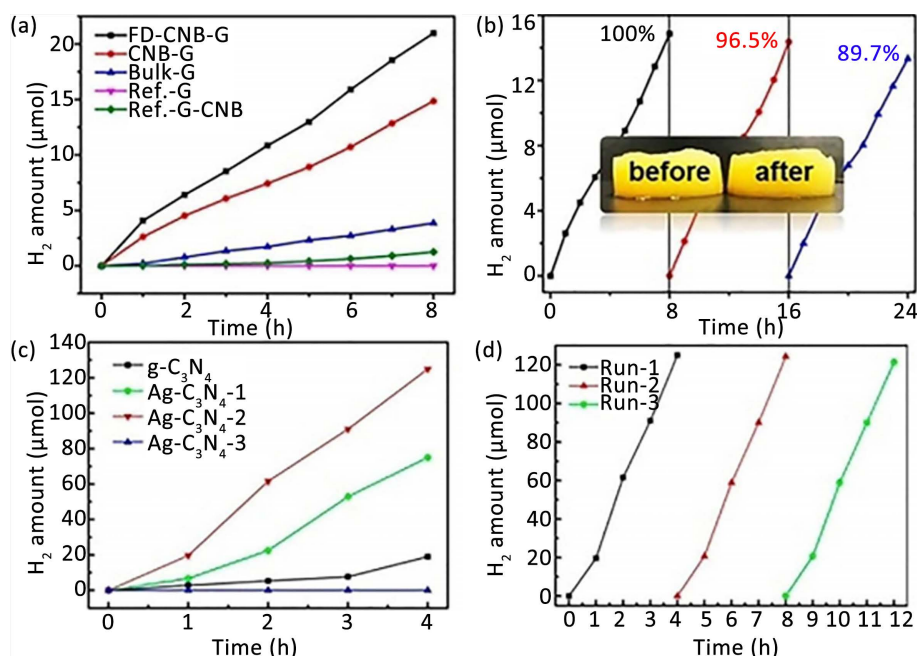 (a)
FD-CNB-G
CNB-G
Bulk-G
Ref.-G
Ref.-G-CNB
20
15
10
5
0
H₂ amount (μmol)
0 2 4 6 8
Time (h)
(b)
100%
96.5%
89.7%
before after
16
12
8
4
0
H₂ amount (μmol)
0 8 16 24
Time (h)
(c)
g-C₃N₄
Ag-C₃N₄-1
Ag-C₃N₄-2
Ag-C₃N₄-3
140
120
100
80
60
40
20
0
H₂ amount (μmol)
0 1 2 3 4
Time (h)
(d)
Run-1
Run-2
Run-3
120
100
80
60
40
20
0
H₂ amount (μmol)
0 1 2 3 4 5 6 7 8 9 10 11 12
Time (h)